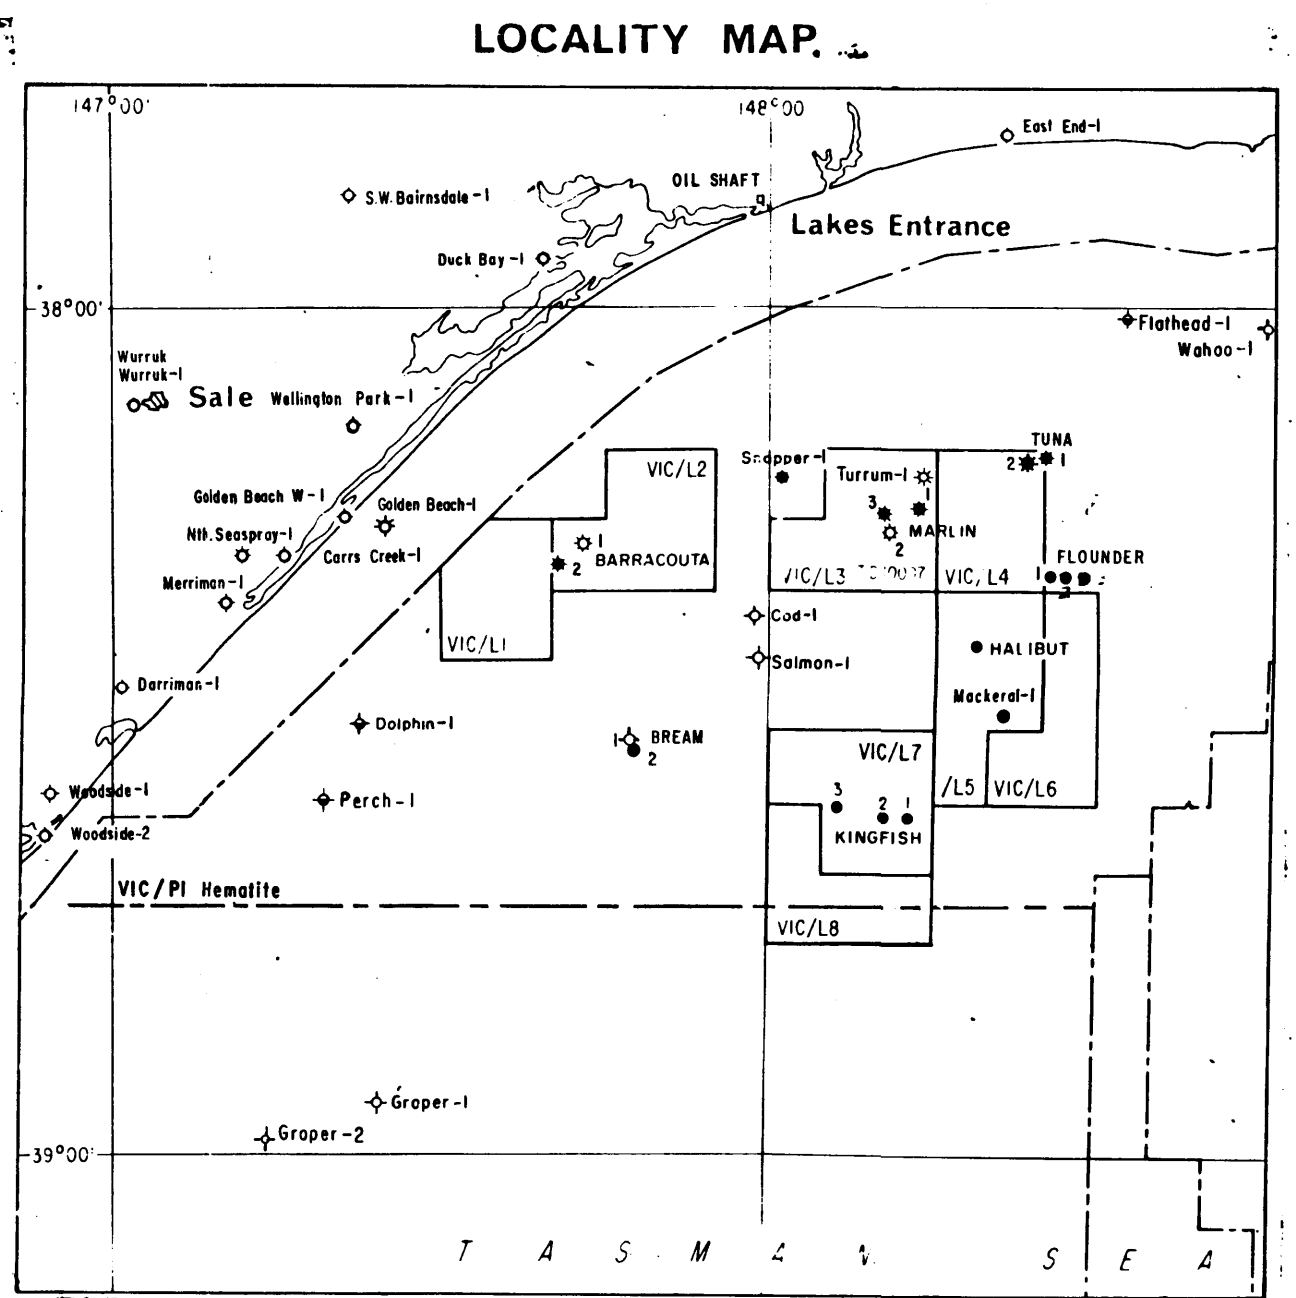 LOCALITY MAP.
147°00'
148°00
East End-1
OIL SHAFT
S.W. Bairnsdale-1
Lakes Entrance
Duck Bay-1
38°00'
Flathead-1
Wahoo-1
Wurruk
Wurruk-1
Sale
Wellington Park-1
TUNA
2
1
VIC/L2
Snapper-1
Turrum-1
1
3
MARLIN
2
Golden Beach W-1
Golden Beach-1
Nth. Seaspray-1
Carrs Creek-1
1
BARRACOUTA
2
FLOUNDER
1
2
VIC/L3
VIC/L4
Merriman-1
Cod-1
VIC/L1
HALIBUT
Salmon-1
Darriman-1
Mackeral-1
Dolphin-1
1
BREAM
2
VIC/L7
/L5
VIC/L6
Woodside-1
Perch-1
3
2
1
KINGFISH
Woodside-2
VIC/P1 Hematite
VIC/L8
Groper-1
Groper-2
39°00'
TASMAN SEA